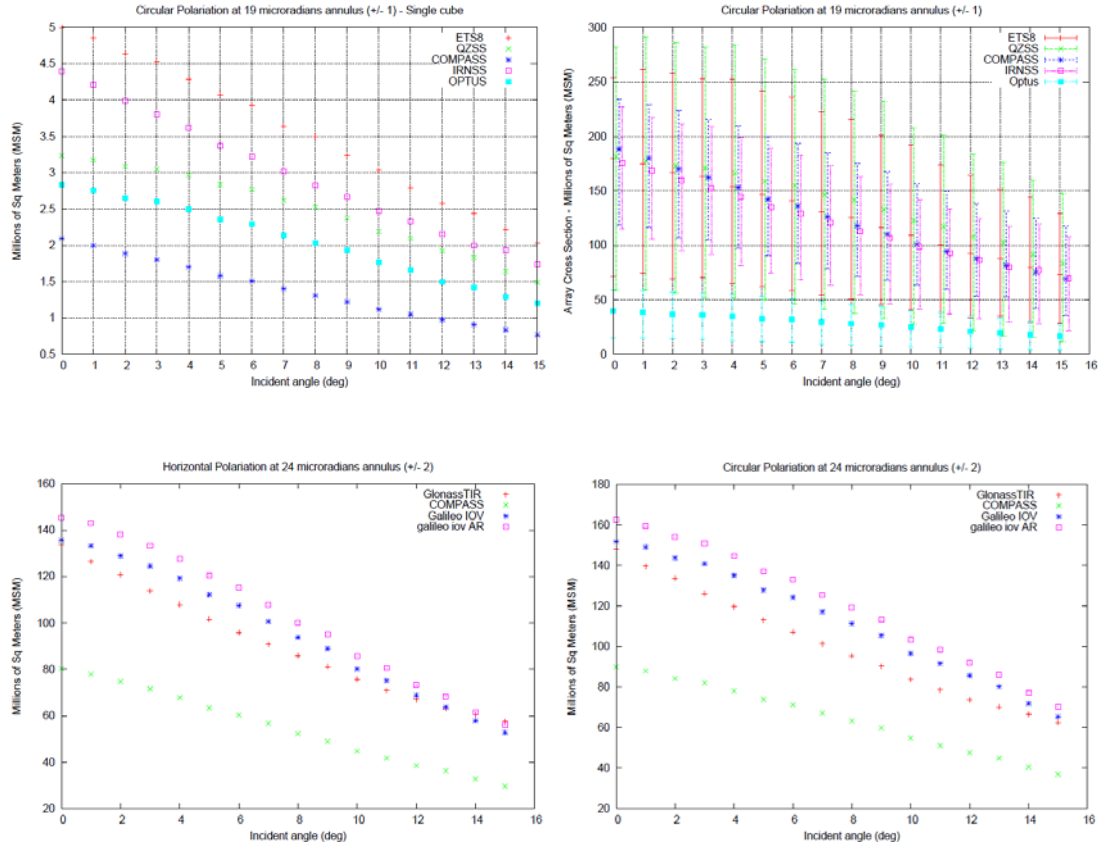 Circular Polariation at 19 microradians annulus (+/- 1) - Single cube
Millions of Sq Meters (MSM)
5
4.5
4
3.5
3
2.5
2
1.5
1
0.5
ETS8
QZSS
COMPASS
IRNSS
OPTUS
0 1 2 3 4 5 6 7 8 9 10 11 12 13 14 15
Incident angle (deg)
Circular Polariation at 19 microradians annulus (+/- 1)
Array Cross Section - Millions of Sq Meters (MSM)
300
250
200
150
100
50
0
ETS8
QZSS
COMPASS
IRNSS
Optus
0 1 2 3 4 5 6 7 8 9 10 11 12 13 14 15 16
Incident angle (deg)
Horizontal Polariation at 24 microradians annulus (+/- 2)
Millions of Sq Meters (MSM)
160
140
120
100
80
60
40
20
GlonassTIR
COMPASS
Galileo IOV
galileo iov AR
0 2 4 6 8 10 12 14 16
Incident angle (deg)
Circular Polariation at 24 microradians annulus (+/- 2)
Millions of Sq Meters (MSM)
180
160
140
120
100
80
60
40
20
GlonassTIR
COMPASS
Galileo IOV
galileo iov AR
0 2 4 6 8 10 12 14 16
Incident angle (deg)